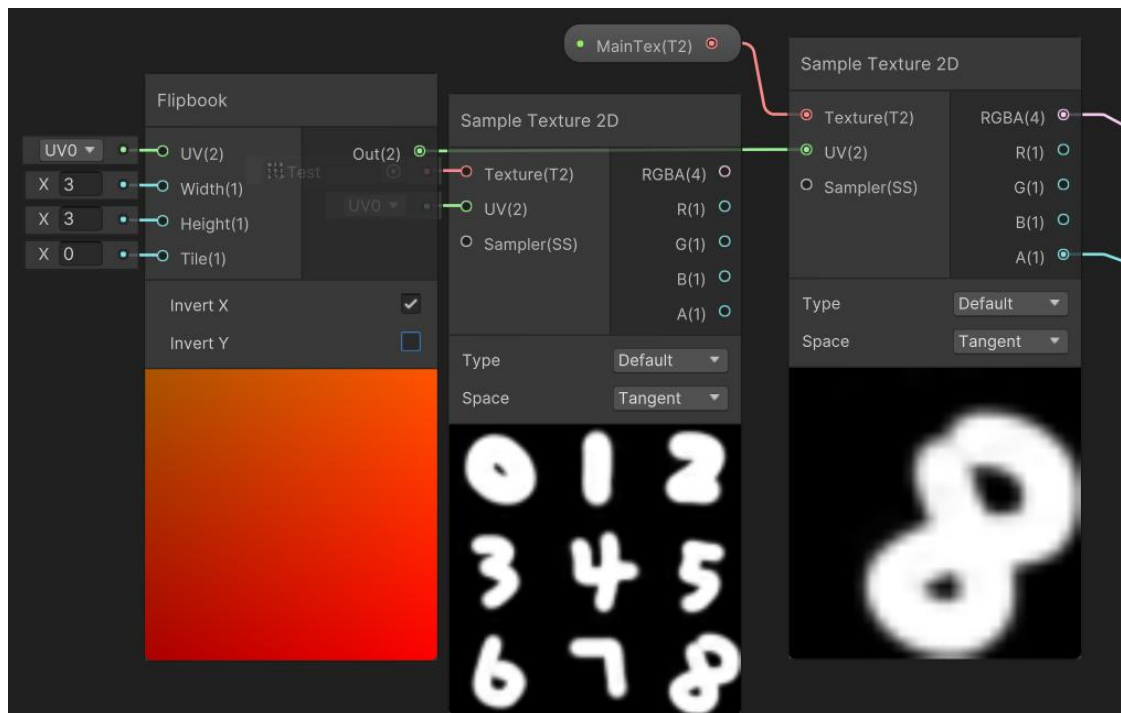 MainTex(T2)
Flipbook
UV0
X 3
X 3
X 0
UV(2)
Width(1)
Height(1)
Tile(1)
Out(2)
Invert X
Invert Y
Test
UV0
Sample Texture 2D
Texture(T2)
UV(2)
Sampler(SS)
RGBA(4)
R(1)
G(1)
B(1)
A(1)
Type
Default
Space
Tangent
0 1 2
3 4 5
6 7 8
Sample Texture 2D
Texture(T2)
UV(2)
Sampler(SS)
RGBA(4)
R(1)
G(1)
B(1)
A(1)
Type
Default
Space
Tangent
8